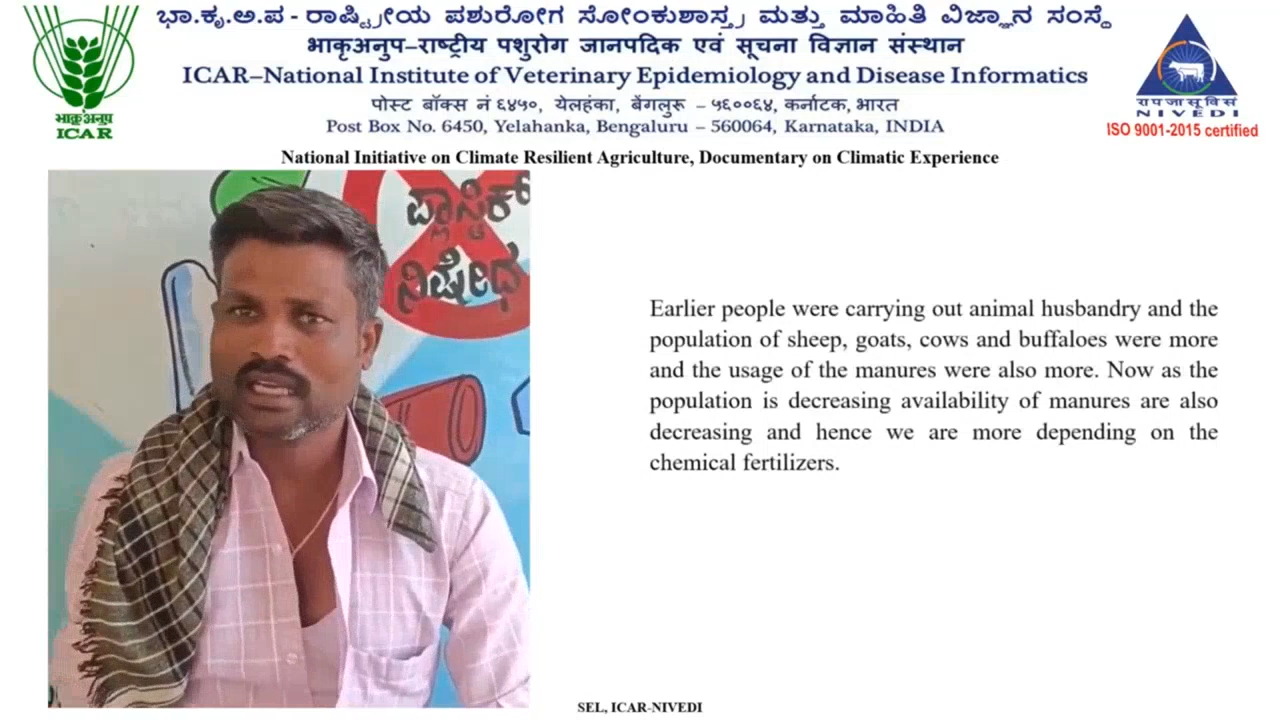 ಭಾ.ಕೃ.ಅ.ಪ - ರಾಷ್ಟ್ರೀಯ ಪಶುರೋಗ ಸೋಂಕುಶಾಸ್ತ್ರ ಮತ್ತು ಮಾಹಿತಿ ವಿಜ್ಞಾನ ಸಂಸ್ಥೆ
भाकृअनुप–राष्ट्रीय पशुरोग जानपदिक एवं सूचना विज्ञान संस्थान
ICAR–National Institute of Veterinary Epidemiology and Disease Informatics
पोस्ट बॉक्स नं ६४५०, येलहंका, बेंगलुरू – ५६००६४, कर्नाटक, भारत
Post Box No. 6450, Yelahanka, Bengaluru – 560064, Karnataka, INDIA
भाकृअनुप
ICAR
रापजासूविसं
NIVEDI
ISO 9001-2015 certified
National Initiative on Climate Resilient Agriculture, Documentary on Climatic Experience
ಪ್ಲಾಸ್ಟಿಕ್
ನಿಷೇಧ
Earlier people were carrying out animal husbandry and the
population of sheep, goats, cows and buffaloes were more
and the usage of the manures were also more. Now as the
population is decreasing availability of manures are also
decreasing and hence we are more depending on the
chemical fertilizers.
SEL, ICAR-NIVEDI